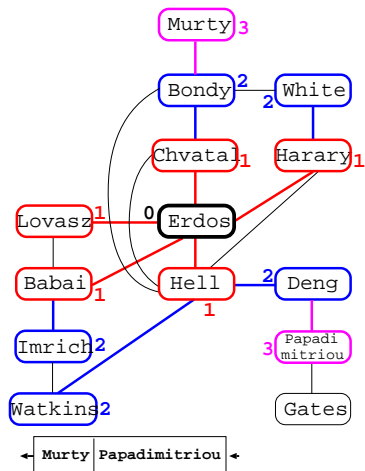 Murty 3
Bondy 2 White
2
Chvatal 1 Harary 1
Lovasz 1 0 Erdos
Babai 1 Hell 1 2 Deng
Imrich 2 3 Papadi
mitriou
Watkins 2 Gates
Murty Papadimitriou